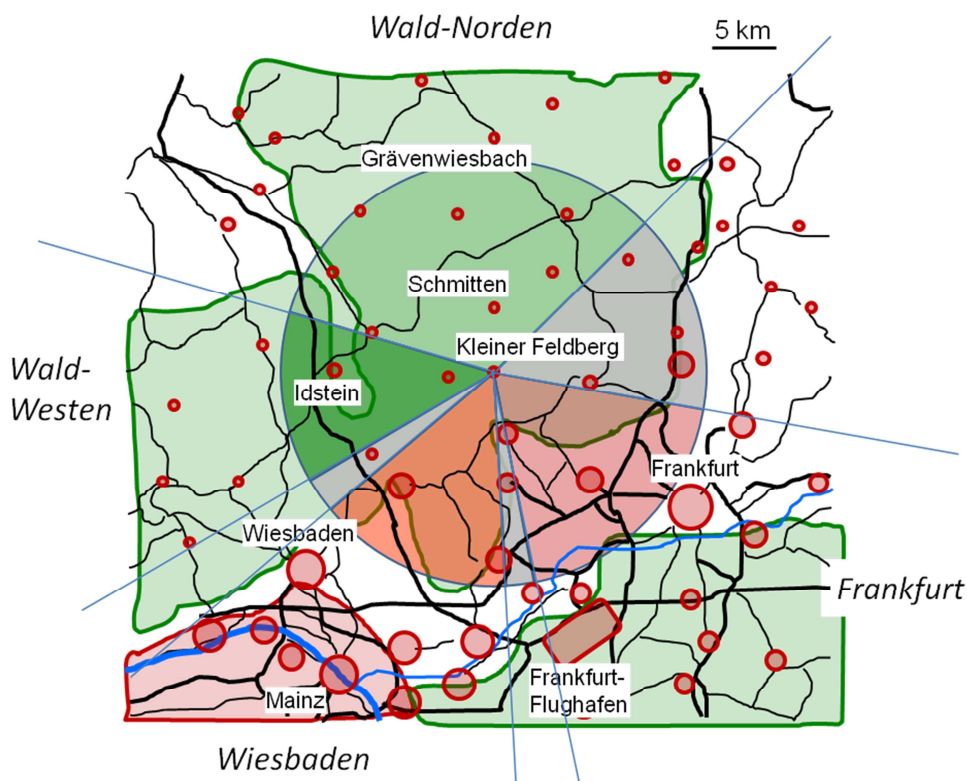 Wald-Norden
5 km
Grävenwiesbach
Schmitten
Kleiner Feldberg
Wald-
Westen
Idstein
Frankfurt
Wiesbaden
Frankfurt
Frankfurt-
Flughafen
Mainz
Wiesbaden